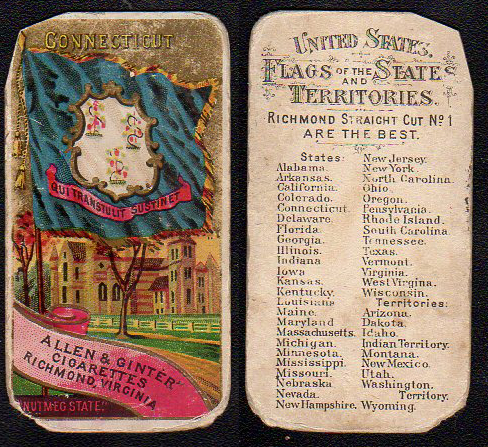 CONNECTICUT
QUI TRANSTULIT SUSTINET
ALLEN & GINTER'
CIGARETTES
RICHMOND, VIRGINIA
NUTMEG STATE.
UNITED STATES,
FLAGS OF THE STATES
AND
TERRITORIES.
RICHMOND STRAIGHT CUT No 1
ARE THE BEST.
States:
Alabama.
Arkansas.
California.
Colorado.
Connecticut.
Delaware.
Florida.
Georgia.
Illinois.
Indiana
Iowa
Kansas.
Kentucky.
Louisiana
Maine.
Maryland
Massachusetts.
Michigan.
Minnesota.
Mississippi.
Missouri.
Nebraska
Nevada.
New Hampshire.
New Jersey.
New York.
North Carolina.
Ohio.
Oregon.
Pensylvania.
Rhode Island.
South Carolina
Tennessee.
Texas.
Vermont.
Virginia.
West Virgina.
Wisconsin.
Territories:
Arizona.
Dakota.
Idaho.
Indian Territory.
Montana.
New Mexico.
Utah.
Washington.
Territory.
Wyoming.